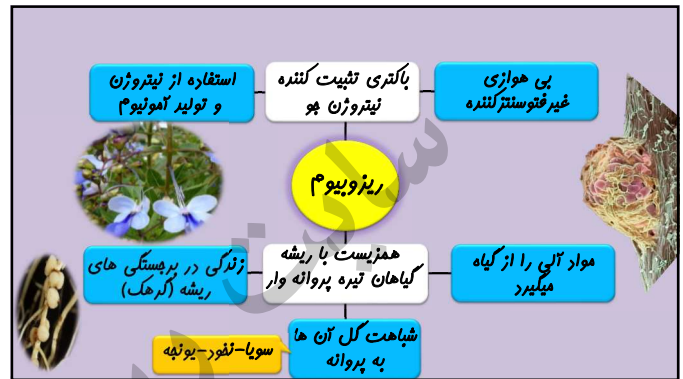 بی هوازی
غیرفتوسنتزکننده
باکتری تثبیت کننده
نیتروژن جو
استفاده از نیتروژن
و تولید آمونیوم
ریزوبیوم
مواد آلی را از گیاه
میگیرد
همزیست با ریشه
گیاهان تیره پروانه وار
زندگی در برجستگی های
ریشه (گرهک)
شباهت گل آن ها
به پروانه
سویا-نخود-یونجه
سایت